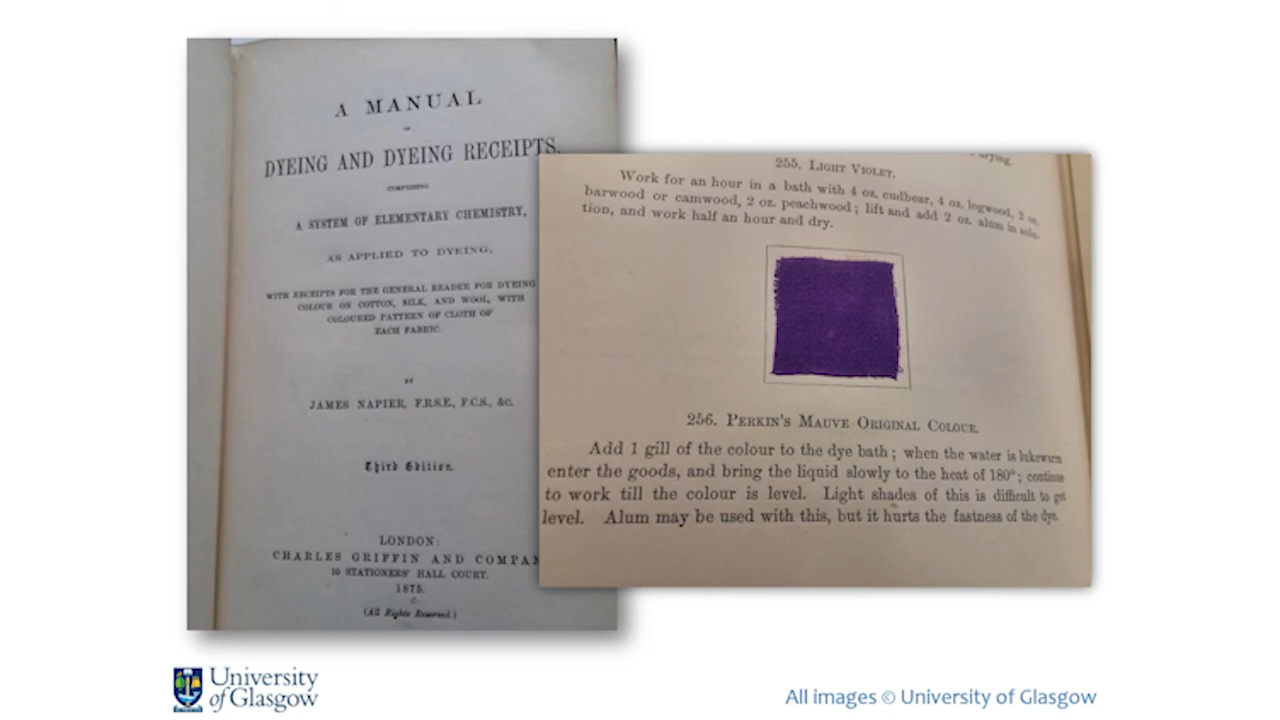 A MANUAL
OF
DYEING AND DYEING RECEIPTS,
COMPRISING
A SYSTEM OF ELEMENTARY CHEMISTRY,
AS APPLIED TO DYEING,
WITH RECEIPTS FOR THE GENERAL READER FOR DYEING
COLOUR ON COTTON, SILK, AND WOOL, WITH
COLOURED PATTERN OF CLOTH OF
EACH FABRIC.
BY
JAMES NAPIER, F.R.S.E., F.C.S., &c.
Third Edition.
LONDON:
CHARLES GRIFFIN AND COMPAN
10 STATIONERS' HALL COURT.
1875.
(All Rights Reserved.)
drying.
255. LIGHT VIOLET.
Work for an hour in a bath with 4 oz. cudbear, 4 oz. logwood, 2 oz.
barwood or camwood, 2 oz. peachwood; lift and add 2 oz. alum in solu-
tion, and work half an hour and dry.
256. PERKIN'S MAUVE ORIGINAL COLOUR.
Add 1 gill of the colour to the dye bath; when the water is lukewarm
enter the goods, and bring the liquid slowly to the heat of 180°; continue
to work till the colour is level. Light shades of this is difficult to get
level. Alum may be used with this, but it hurts the fastness of the dye.
University
of Glasgow
All images © University of Glasgow